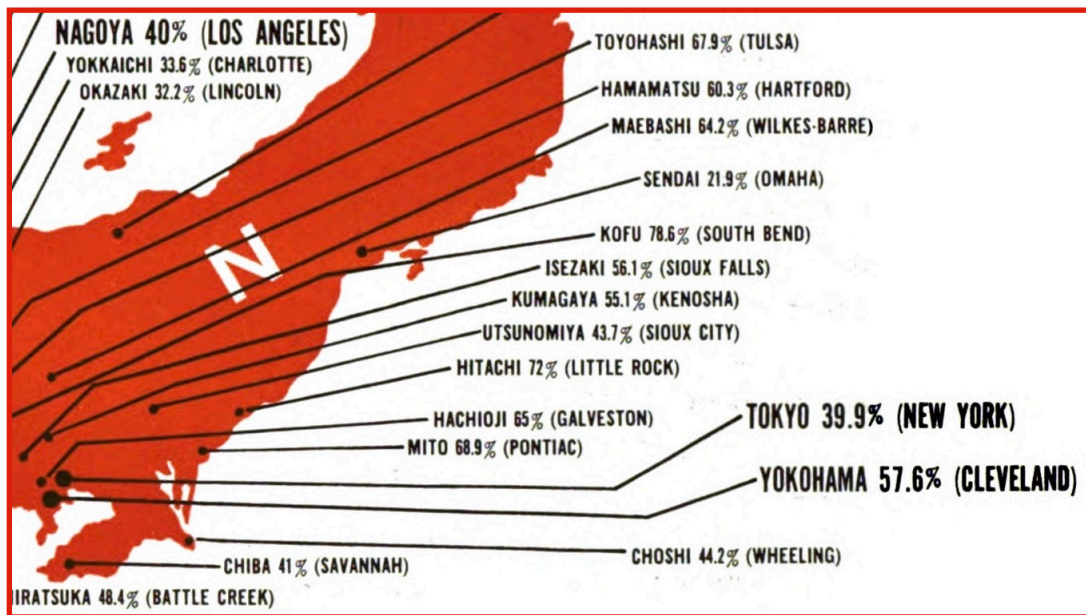 NAGOYA 40% (LOS ANGELES)
YOKKAICHI 33.6% (CHARLOTTE)
OKAZAKI 32.2% (LINCOLN)
TOYOHASHI 67.9% (TULSA)
HAMAMATSU 60.3% (HARTFORD)
MAEBASHI 64.2% (WILKES-BARRE)
SENDAI 21.9% (OMAHA)
N
KOFU 78.6% (SOUTH BEND)
ISEZAKI 56.1% (SIOUX FALLS)
KUMAGAYA 55.1% (KENOSHA)
UTSUNOMIYA 43.7% (SIOUX CITY)
HITACHI 72% (LITTLE ROCK)
HACHIOJI 65% (GALVESTON)
TOKYO 39.9% (NEW YORK)
MITO 68.9% (PONTIAC)
YOKOHAMA 57.6% (CLEVELAND)
CHOSHI 44.2% (WHEELING)
CHIBA 41% (SAVANNAH)
IRATSUKA 48.4% (BATTLE CREEK)